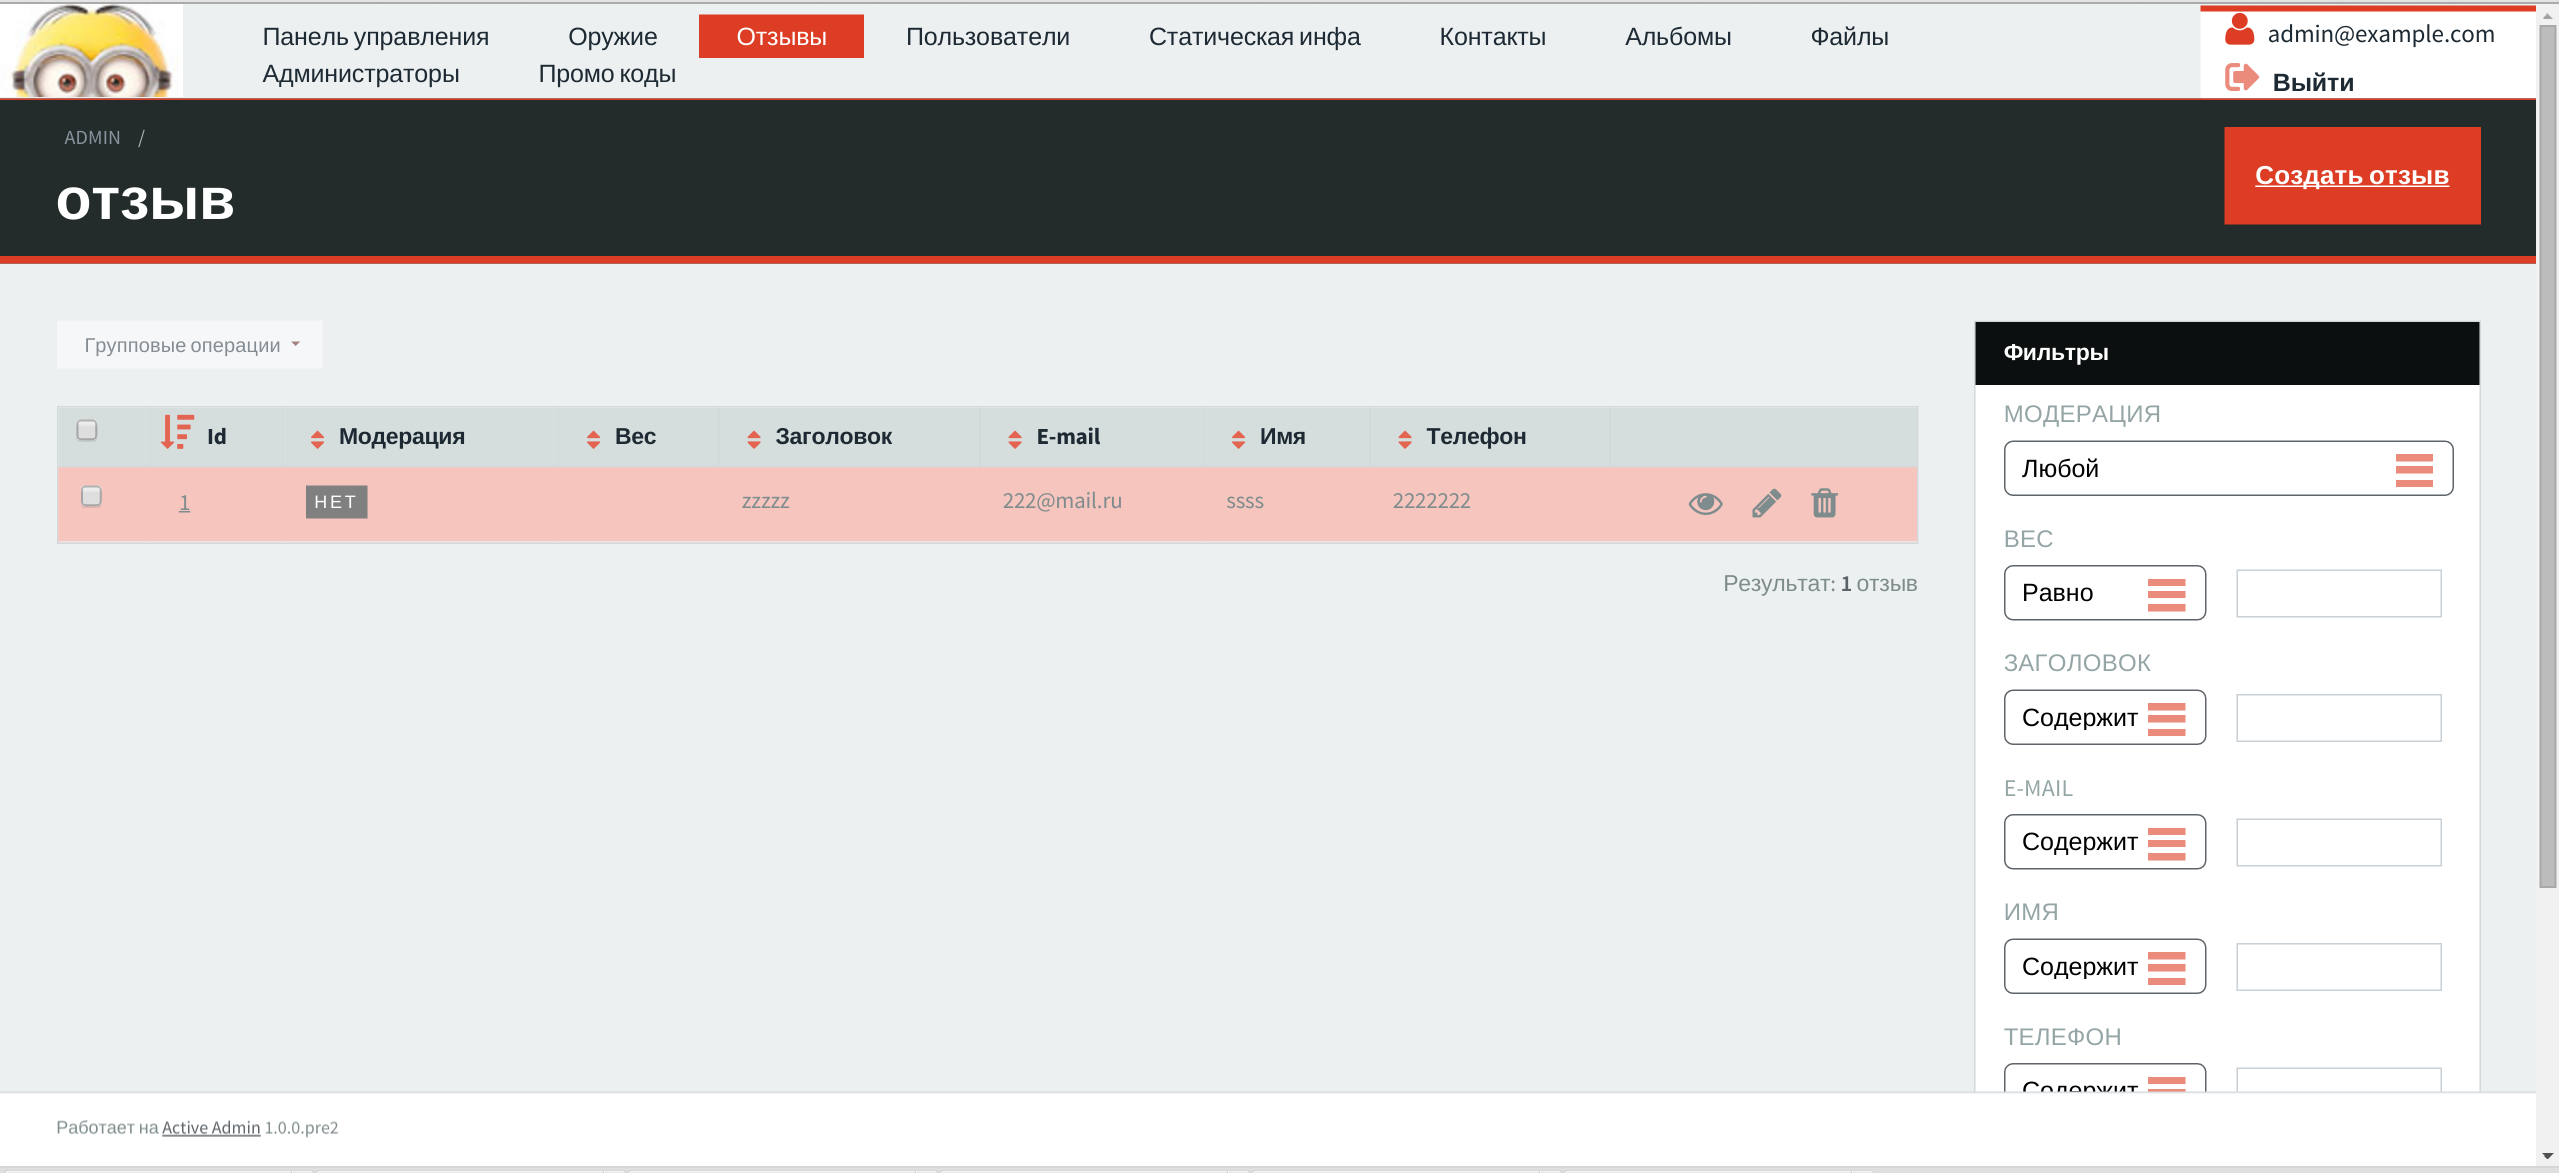 Панель управления Оружие Отзывы Пользователи Статическая инфа Контакты Альбомы Файлы
Администраторы Промо коды
admin@example.com
Выйти
ADMIN /
отзыв
Создать отзыв
Групповые операции
Id Модерация Вес Заголовок E-mail Имя Телефон
1 НЕТ zzzzz 222@mail.ru ssss 2222222
Результат: 1 отзыв
Фильтры
МОДЕРАЦИЯ
Любой
ВЕС
Равно
ЗАГОЛОВОК
Содержит
E-MAIL
Содержит
ИМЯ
Содержит
ТЕЛЕФОН
Содержит
Работает на Active Admin 1.0.0.pre2